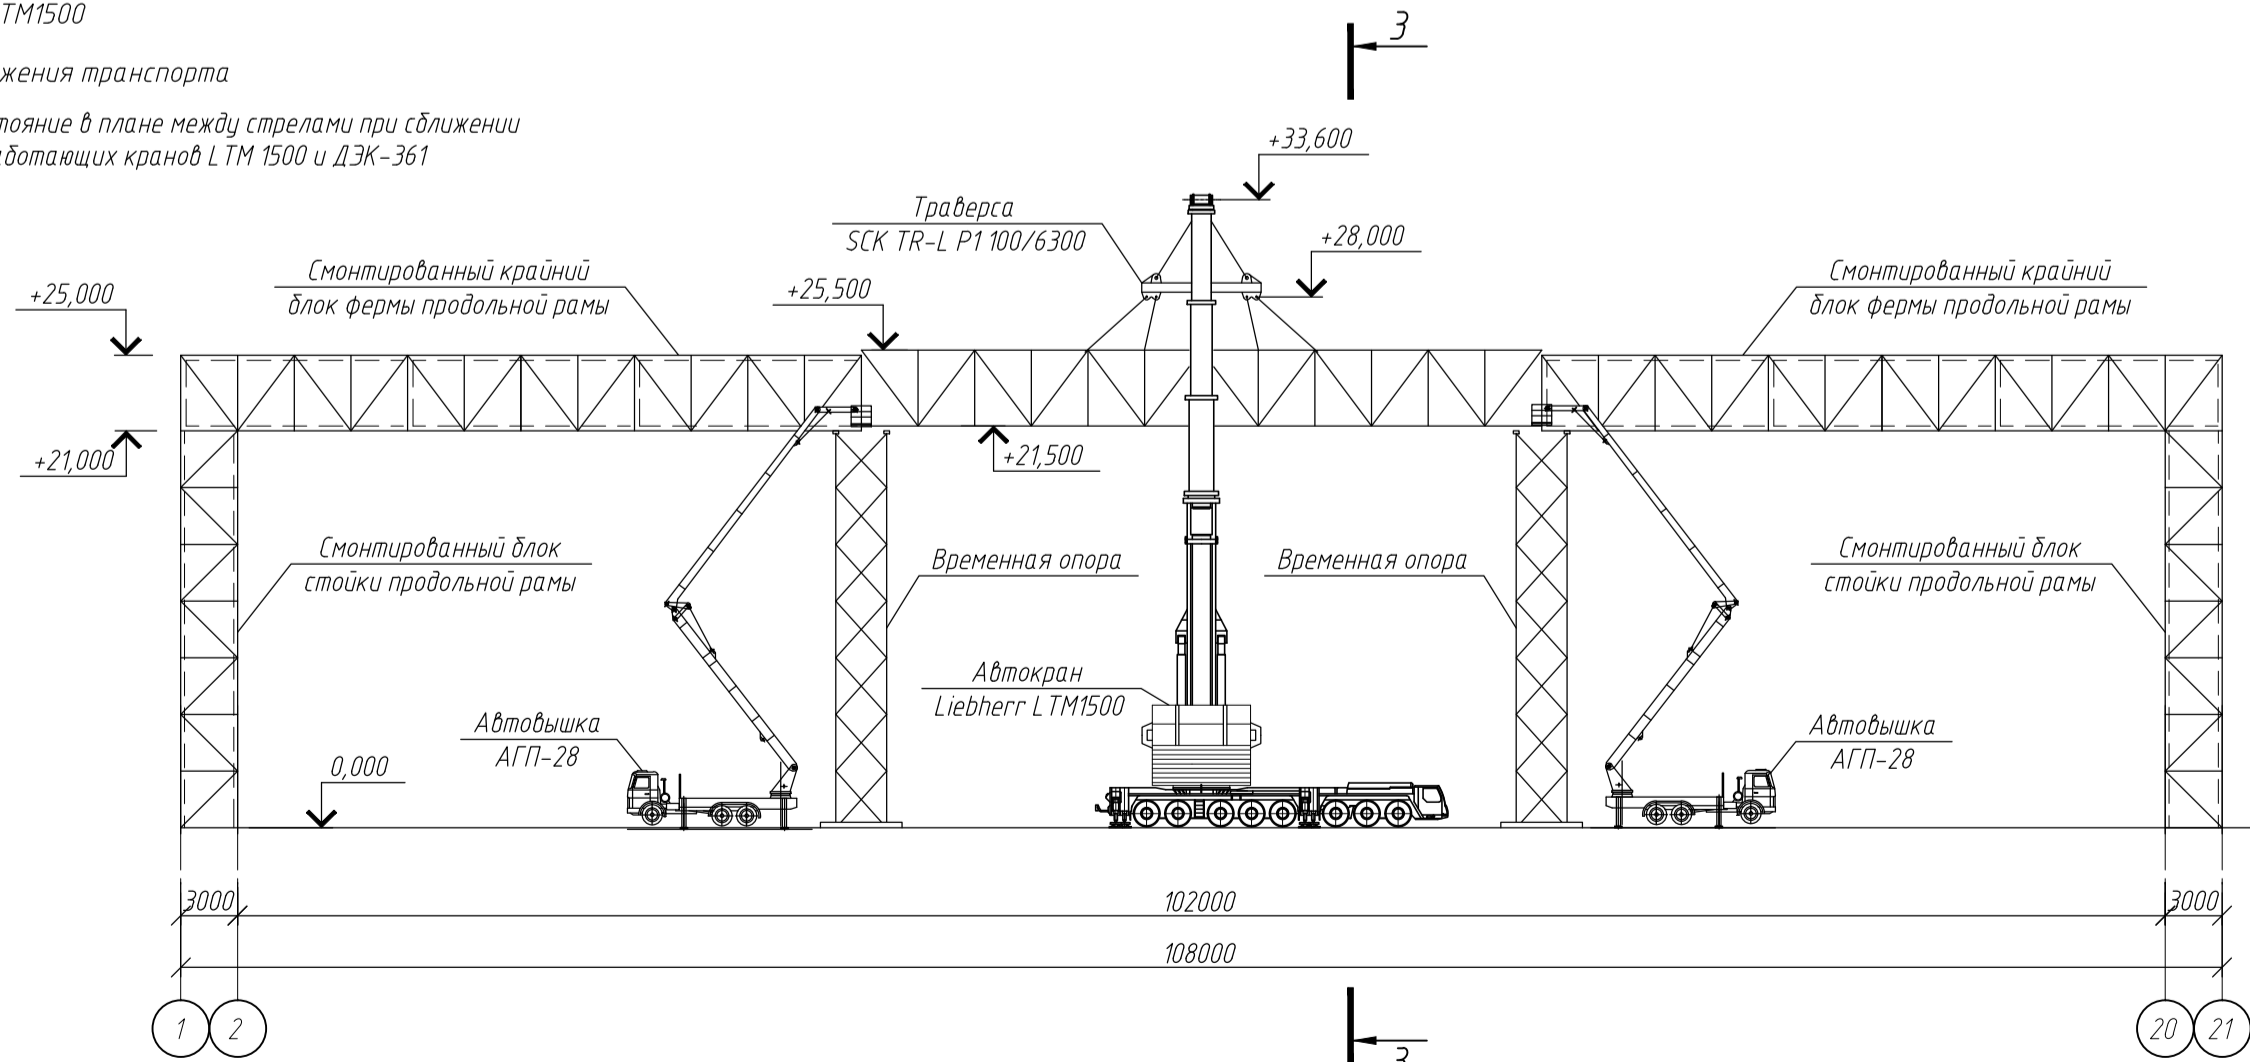 LTM1500
жения транспорта
тояние в плане между стрелами при сближении
ботающих кранов LTM 1500 и ДЭК-361
3
+33,600
Траверса
SCK TR-L P1 100/6300
+28,000
Смонтированный крайний
блок фермы продольной рамы
+25,000
+25,500
Смонтированный крайний
блок фермы продольной рамы
+21,000
+21,500
Смонтированный блок
стойки продольной рамы
Временная опора
Временная опора
Смонтированный блок
стойки продольной рамы
Автокран
Liebherr LTM1500
Автовышка
АГП-28
0,000
Автовышка
АГП-28
3000
102000
3000
108000
1
2
20
21
3